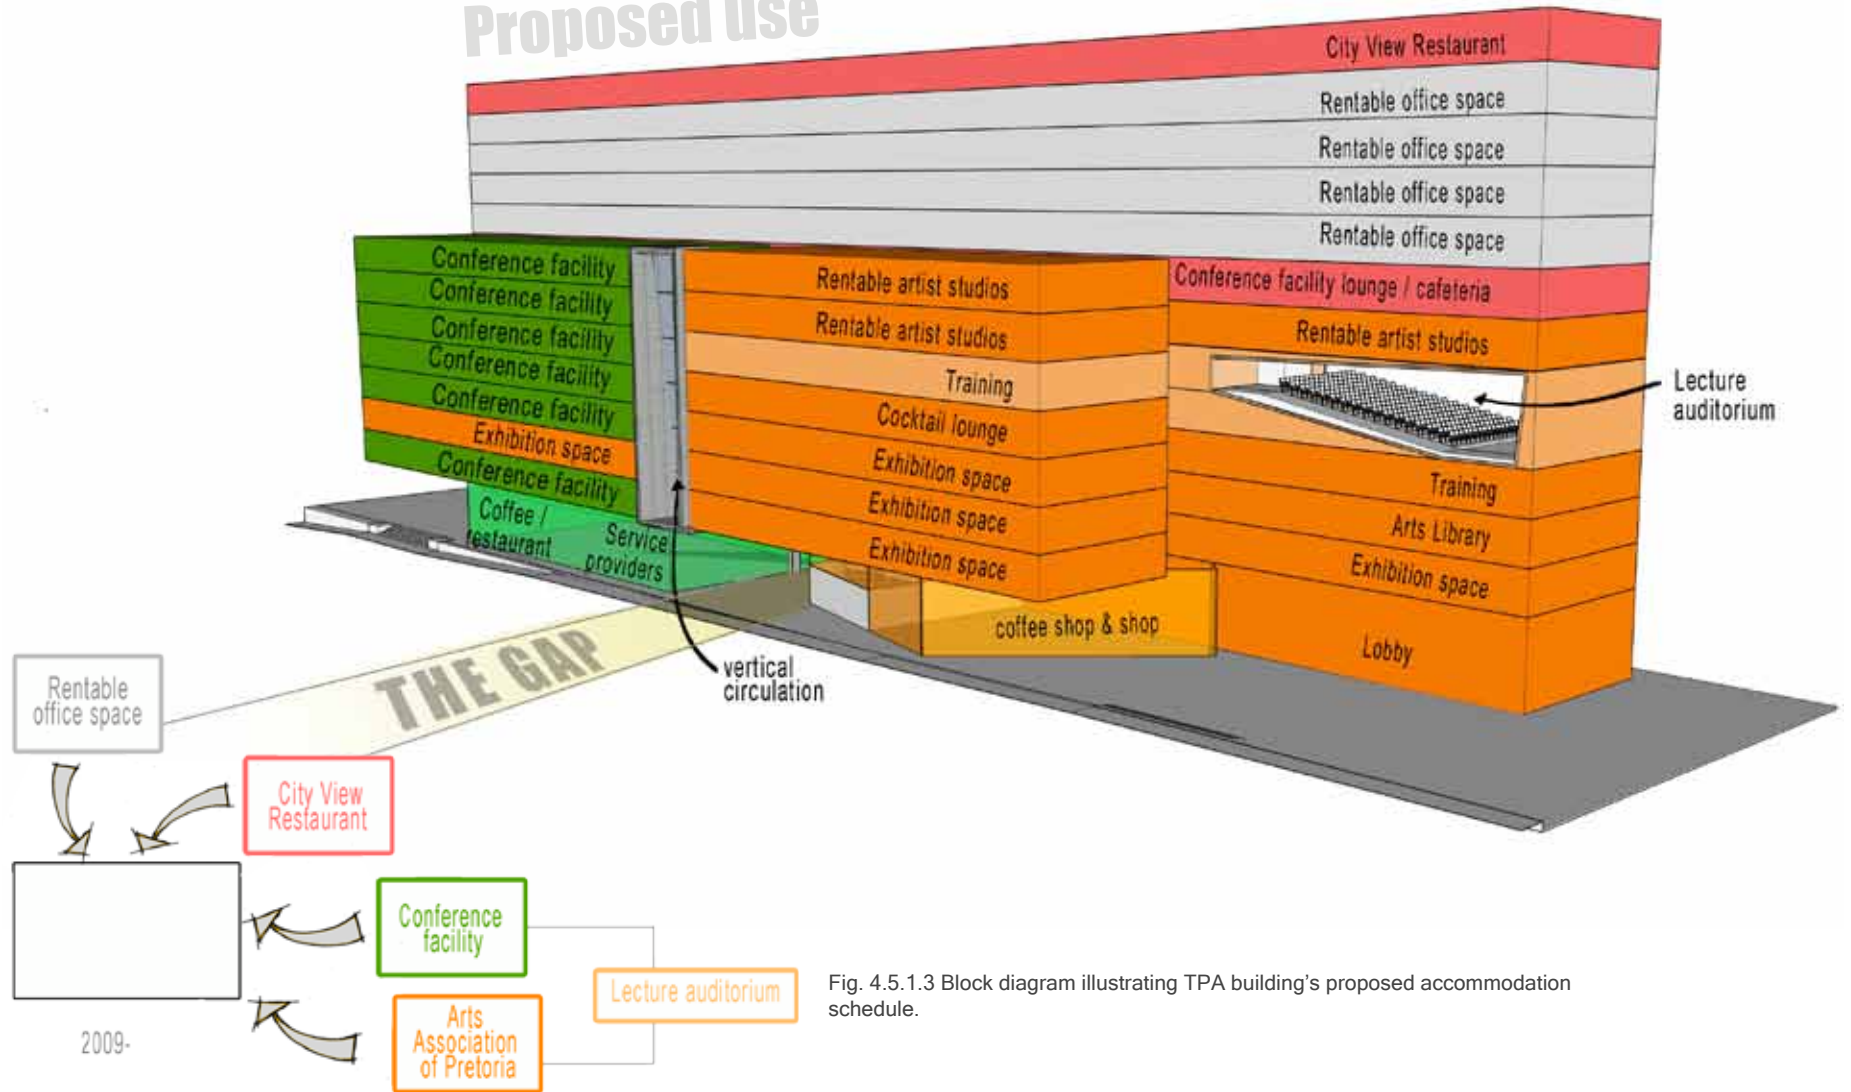 Proposed use
City View Restaurant
Rentable office space
Rentable office space
Rentable office space
Rentable office space
Conference facility
Conference facility
Conference facility
Conference facility
Conference facility
Exhibition space
Conference facility
Coffee /
restaurant
Service
providers
Rentable artist studios
Rentable artist studios
Training
Cocktail lounge
Exhibition space
Exhibition space
Exhibition space
coffee shop & shop
Conference facility lounge / cafeteria
Rentable artist studios
Lecture
auditorium
Training
Arts Library
Exhibition space
Lobby
THE GAP
vertical
circulation
Rentable
office space
City View
Restaurant
Conference
facility
Lecture auditorium
Arts
Association
of Pretoria
2009-
Fig. 4.5.1.3 Block diagram illustrating TPA building’s proposed accommodation
schedule.